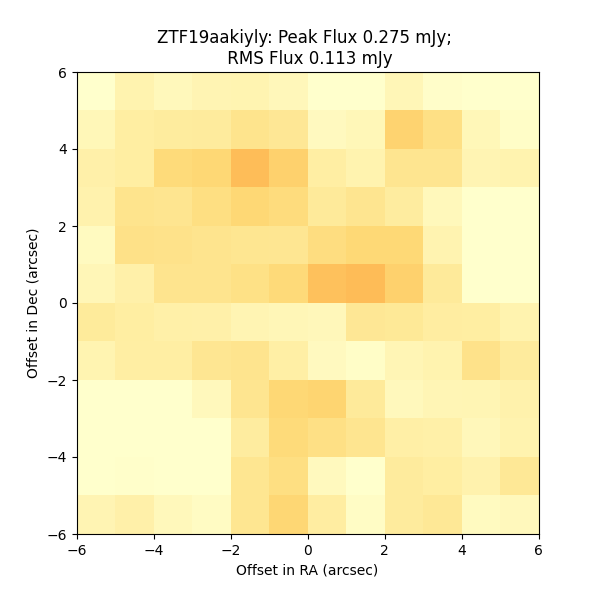 ZTF19aakiyly: Peak Flux 0.275 mJy;
RMS Flux 0.113 mJy
6
4
2
0
−2
−4
−6
Offset in Dec (arcsec)
−6 −4 −2 0 2 4 6
Offset in RA (arcsec)